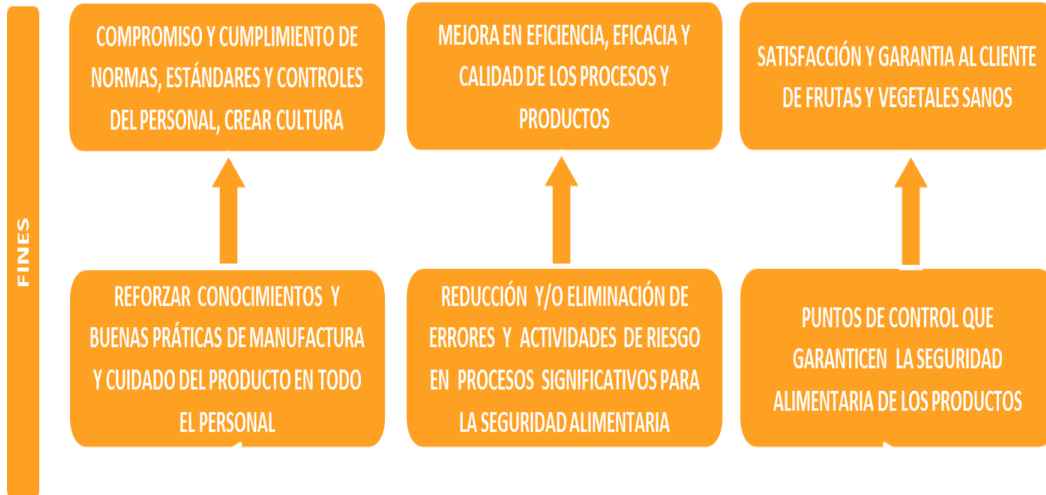 FINES
COMPROMISO Y CUMPLIMIENTO DE
NORMAS, ESTÁNDARES Y CONTROLES
DEL PERSONAL, CREAR CULTURA
MEJORA EN EFICIENCIA, EFICACIA Y
CALIDAD DE LOS PROCESOS Y
PRODUCTOS
SATISFACCIÓN Y GARANTIA AL CLIENTE
DE FRUTAS Y VEGETALES SANOS
REFORZAR CONOCIMIENTOS Y
BUENAS PRÁTICAS DE MANUFACTURA
Y CUIDADO DEL PRODUCTO EN TODO
EL PERSONAL
REDUCCIÓN Y/O ELIMINACIÓN DE
ERRORES Y ACTIVIDADES DE RIESGO
EN PROCESOS SIGNIFICATIVOS PARA
LA SEGURIDAD ALIMENTARIA
PUNTOS DE CONTROL QUE
GARANTICEN LA SEGURIDAD
ALIMENTARIA DE LOS PRODUCTOS